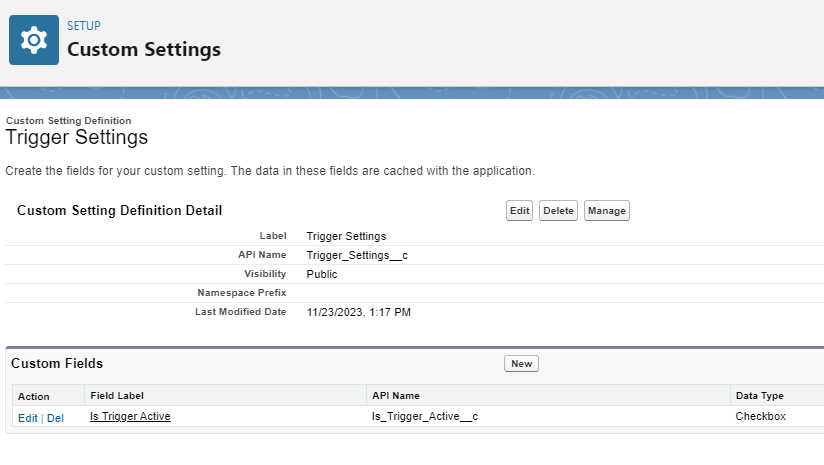 SETUP
Custom Settings
Custom Setting Definition
Trigger Settings
Create the fields for your custom setting. The data in these fields are cached with the application.
Custom Setting Definition Detail Edit Delete Manage
Label Trigger Settings
API Name Trigger_Settings__c
Visibility Public
Namespace Prefix
Last Modified Date 11/23/2023, 1:17 PM
Custom Fields New
Action Field Label API Name Data Type
Edit | Del Is Trigger Active Is_Trigger_Active__c Checkbox